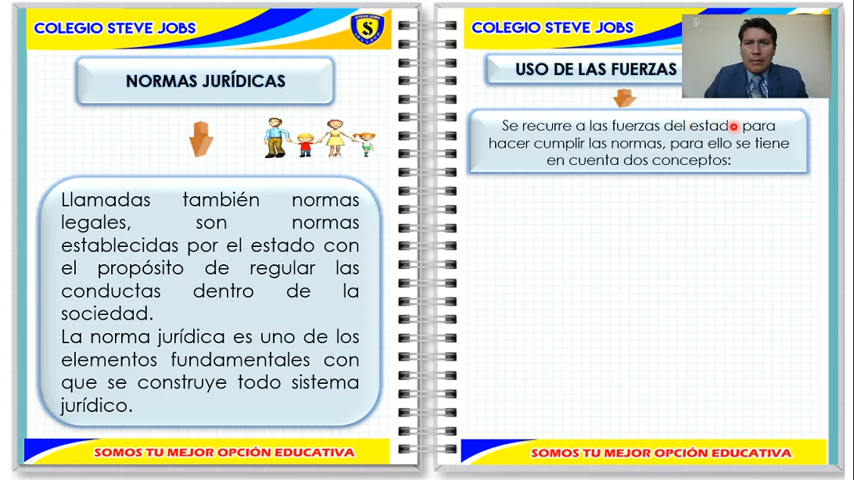 COLEGIO STEVE JOBS
STEVE JOBS
S
NORMAS JURÍDICAS
Llamadas también normas
legales, son normas
establecidas por el estado con
el propósito de regular las
conductas dentro de la
sociedad.
La norma jurídica es uno de los
elementos fundamentales con
que se construye todo sistema
jurídico.
SOMOS TU MEJOR OPCIÓN EDUCATIVA
COLEGIO STEVE JOBS
USO DE LAS FUERZAS
Se recurre a las fuerzas del estado para
hacer cumplir las normas, para ello se tiene
en cuenta dos conceptos:
SOMOS TU MEJOR OPCIÓN EDUCATIVA